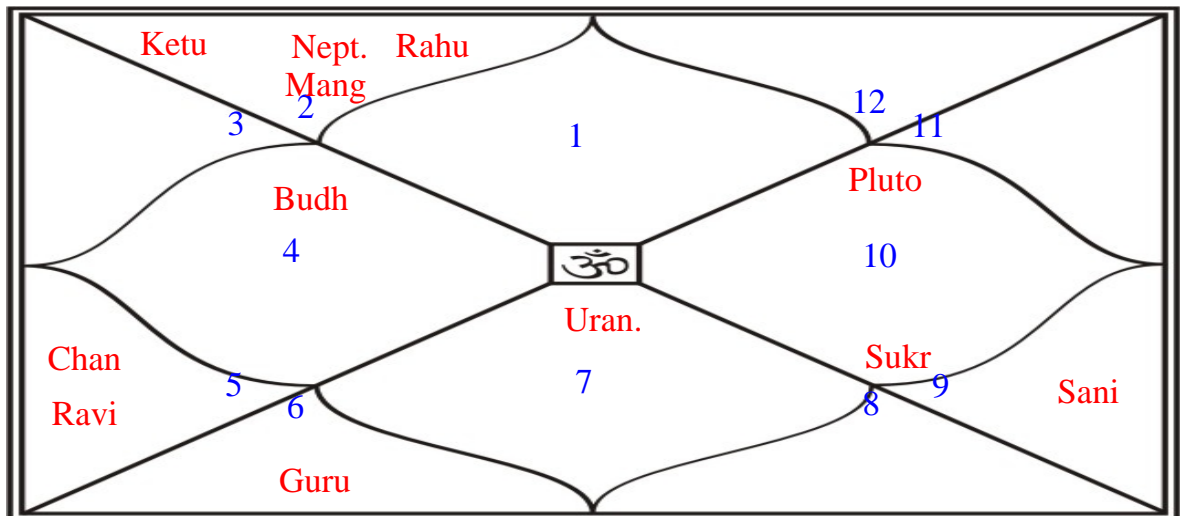 Ketu Nept. Rahu
Mang
2 12
3 1 11
Budh Pluto
4 ॐ 10
Uran.
Chan Sukr
5 7 9
Ravi 6 8 Sani
Guru